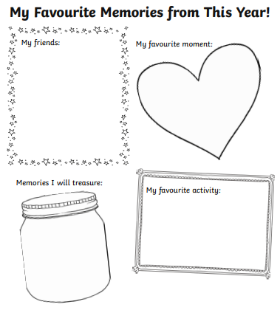 My Favourite Memories from This Year!
My friends:
My favourite moment:
Memories I will treasure:
My favourite activity: